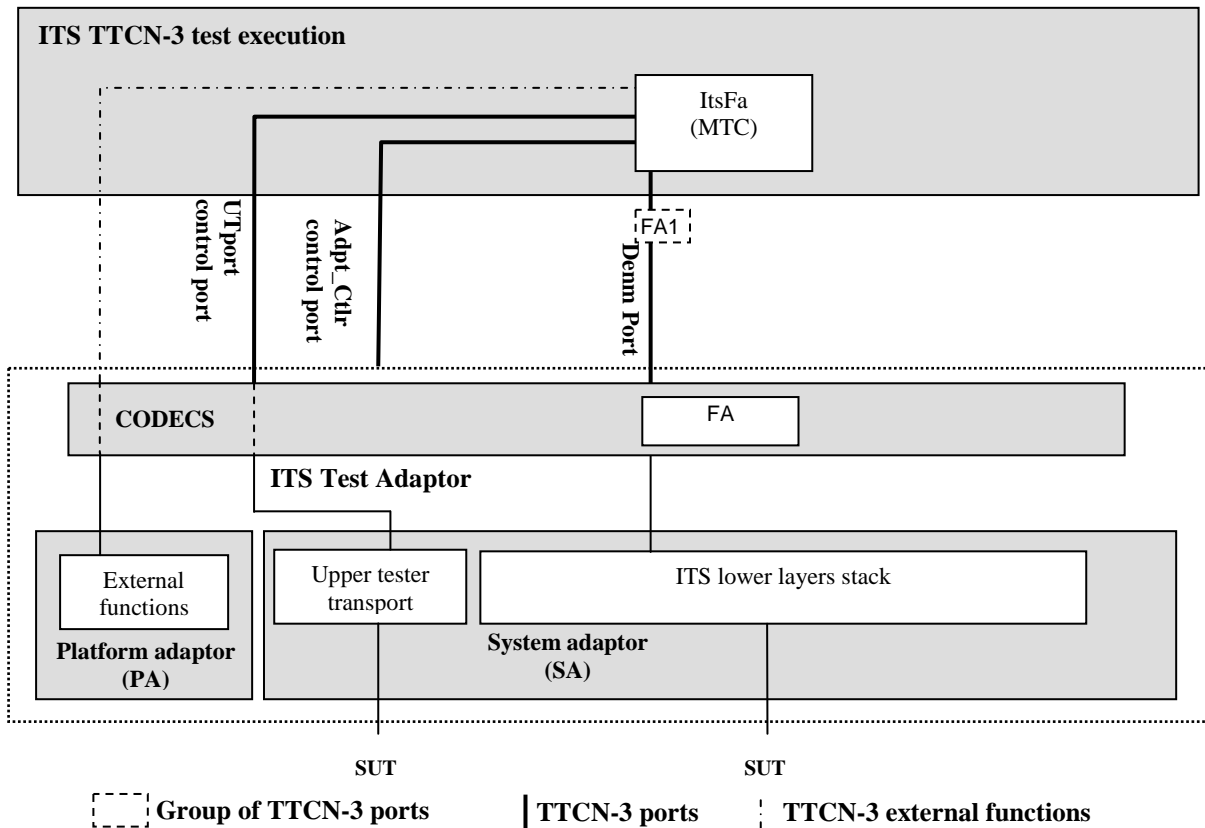 ITS TTCN-3 test execution
ItsFa
(MTC)
UTport
control port
Adpt_Ctlr
control port
FA1
Denm Port
CODECS
FA
ITS Test Adaptor
External
functions
Upper tester
transport
ITS lower layers stack
Platform adaptor
(PA)
System adaptor
(SA)
SUT
SUT
Group of TTCN-3 ports
TTCN-3 ports
TTCN-3 external functions